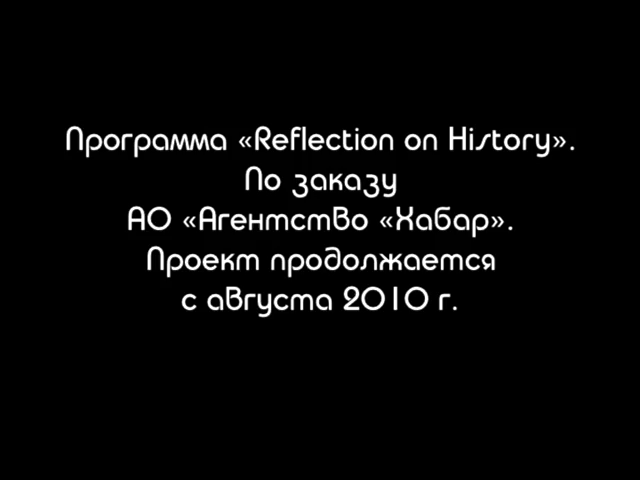 Программа «Reflection on History».
По заказу
АО «Агентство «Хабар».
Проект продолжается
с августа 2010 г.